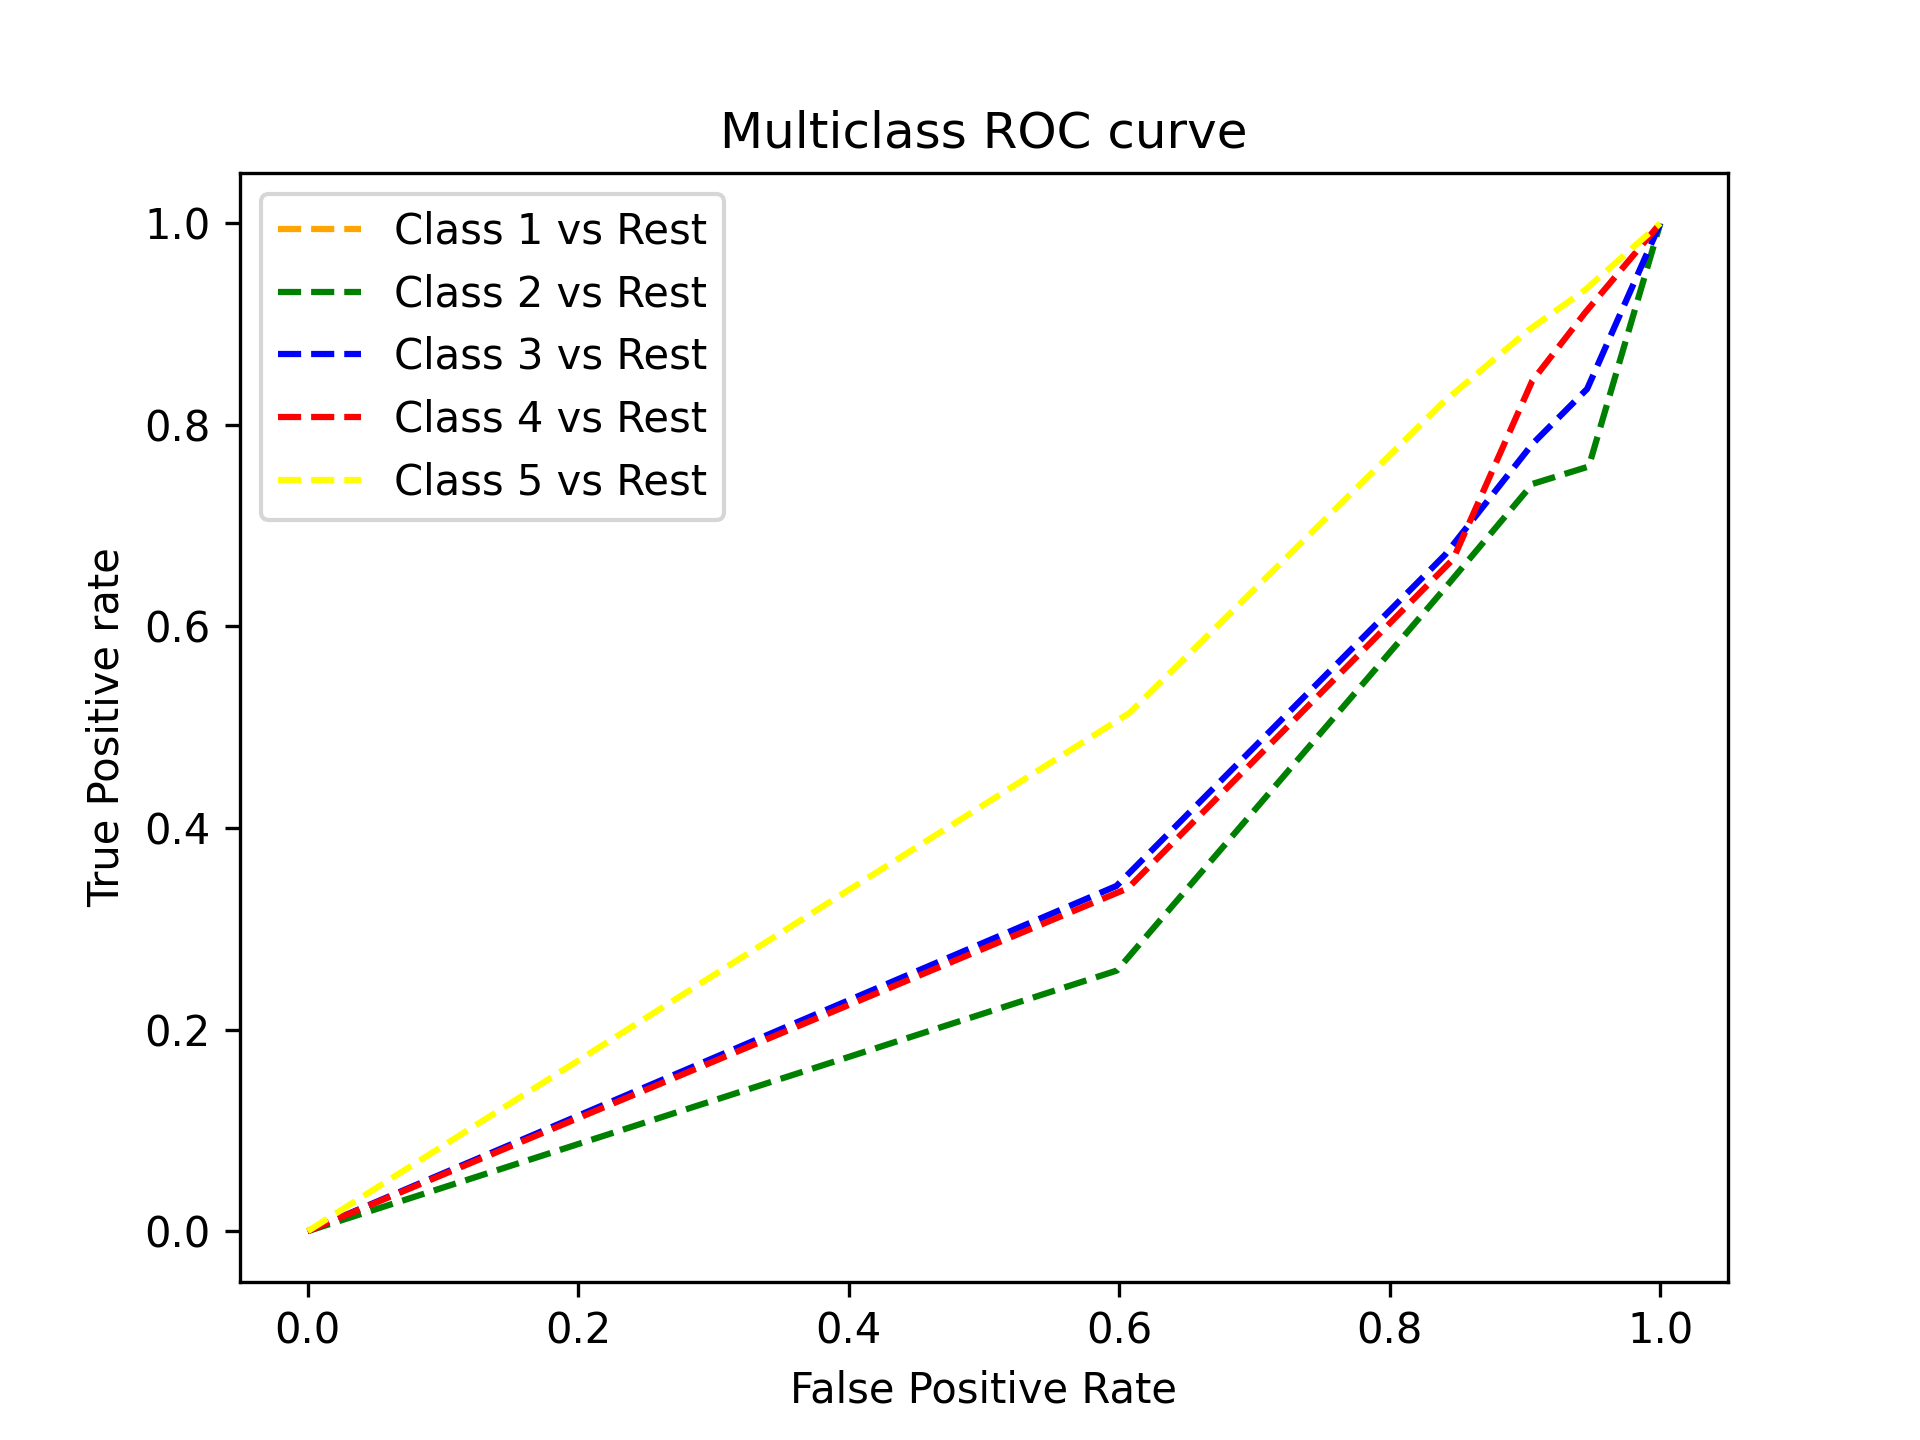 Multiclass ROC curve
Class 1 vs Rest
Class 2 vs Rest
Class 3 vs Rest
Class 4 vs Rest
Class 5 vs Rest
True Positive rate
1.0
0.8
0.6
0.4
0.2
0.0
0.0 0.2 0.4 0.6 0.8 1.0
False Positive Rate